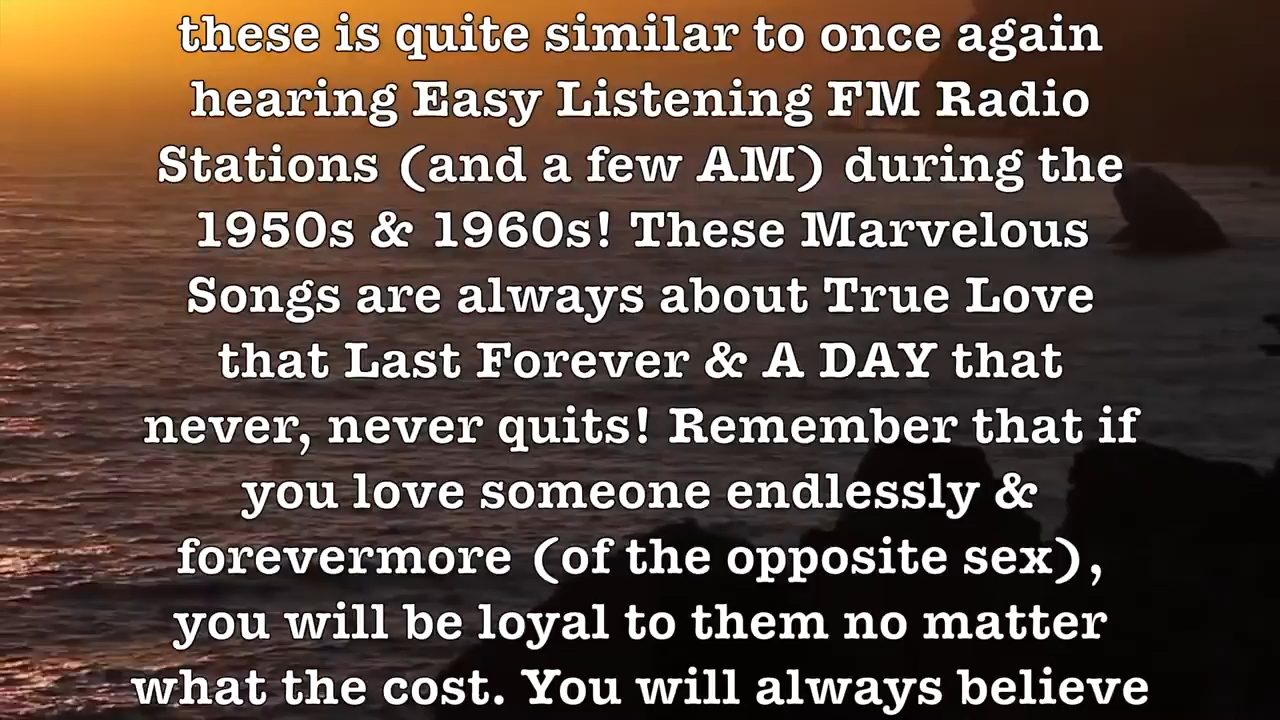 these is quite similar to once again
hearing Easy Listening FM Radio
Stations (and a few AM) during the
1950s & 1960s! These Marvelous
Songs are always about True Love
that Last Forever & A DAY that
never, never quits! Remember that if
you love someone endlessly &
forevermore (of the opposite sex),
you will be loyal to them no matter
what the cost. You will always believe